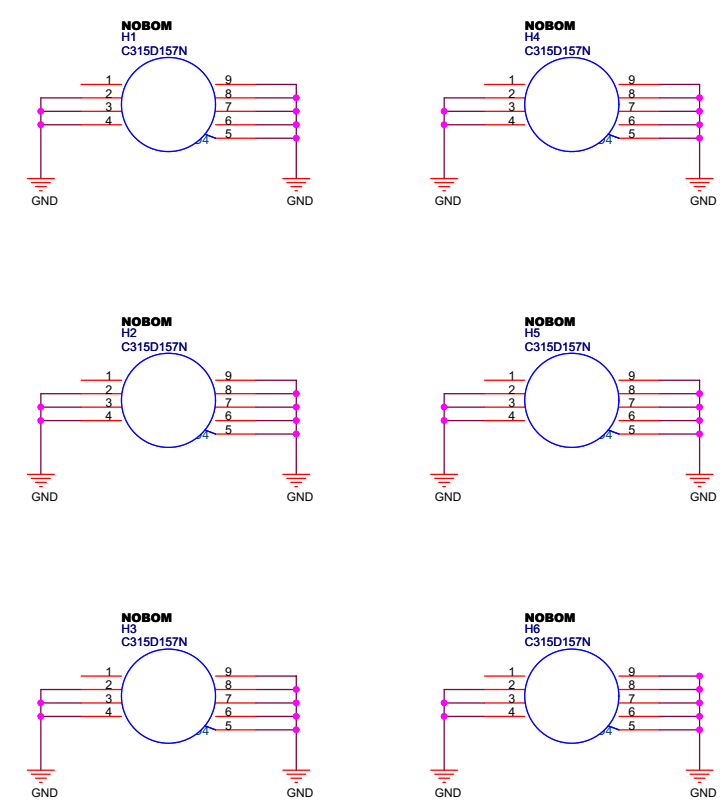 NOBOM
H1
C315D157N
1 9
2 8
3 7
4 6
5
GND GND
NOBOM
H4
C315D157N
1 9
2 8
3 7
4 6
5
GND GND
NOBOM
H2
C315D157N
1 9
2 8
3 7
4 6
5
GND GND
NOBOM
H5
C315D157N
1 9
2 8
3 7
4 6
5
GND GND
NOBOM
H3
C315D157N
1 9
2 8
3 7
4 6
5
GND GND
NOBOM
H6
C315D157N
1 9
2 8
3 7
4 6
5
GND GND